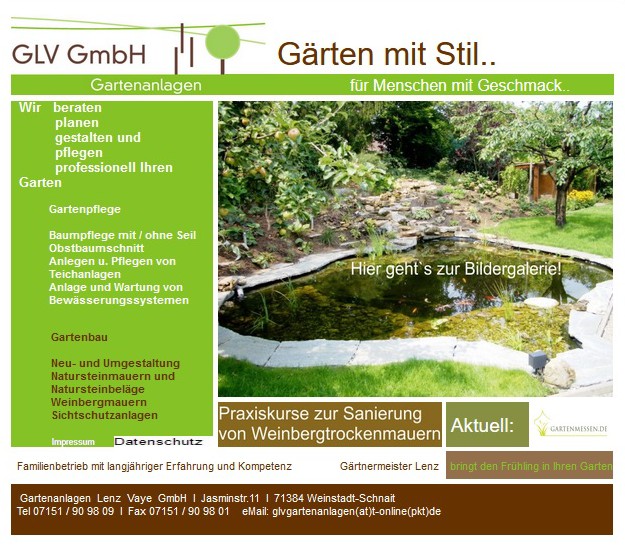 GLV GmbH
Gärten mit Stil..
Gartenanlagen
für Menschen mit Geschmack..
Wir beraten
planen
gestalten und
pflegen
professionell Ihren
Garten
Gartenpflege
Baumpflege mit / ohne Seil
Obstbaumschnitt
Anlegen u. Pflegen von
Teichanlagen
Anlage und Wartung von
Bewässerungssystemen
Gartenbau
Neu- und Umgestaltung
Natursteinmauern und
Natursteinbeläge
Weinbergmauern
Sichtschutzanlagen
Impressum
Datenschutz
Hier geht`s zur Bildergalerie!
Praxiskurse zur Sanierung
von Weinbergtrockenmauern
Aktuell:
GARTENMESSEN.DE
Familienbetrieb mit langjähriger Erfahrung und Kompetenz
Gärtnermeister Lenz
bringt den Frühling in Ihren Garten
Gartenanlagen Lenz Vaye GmbH I Jasminstr.11 I 71384 Weinstadt-Schnait
Tel 07151 / 90 98 09 I Fax 07151 / 90 98 01 eMail: glvgartenanlagen(at)t-online(pkt)de